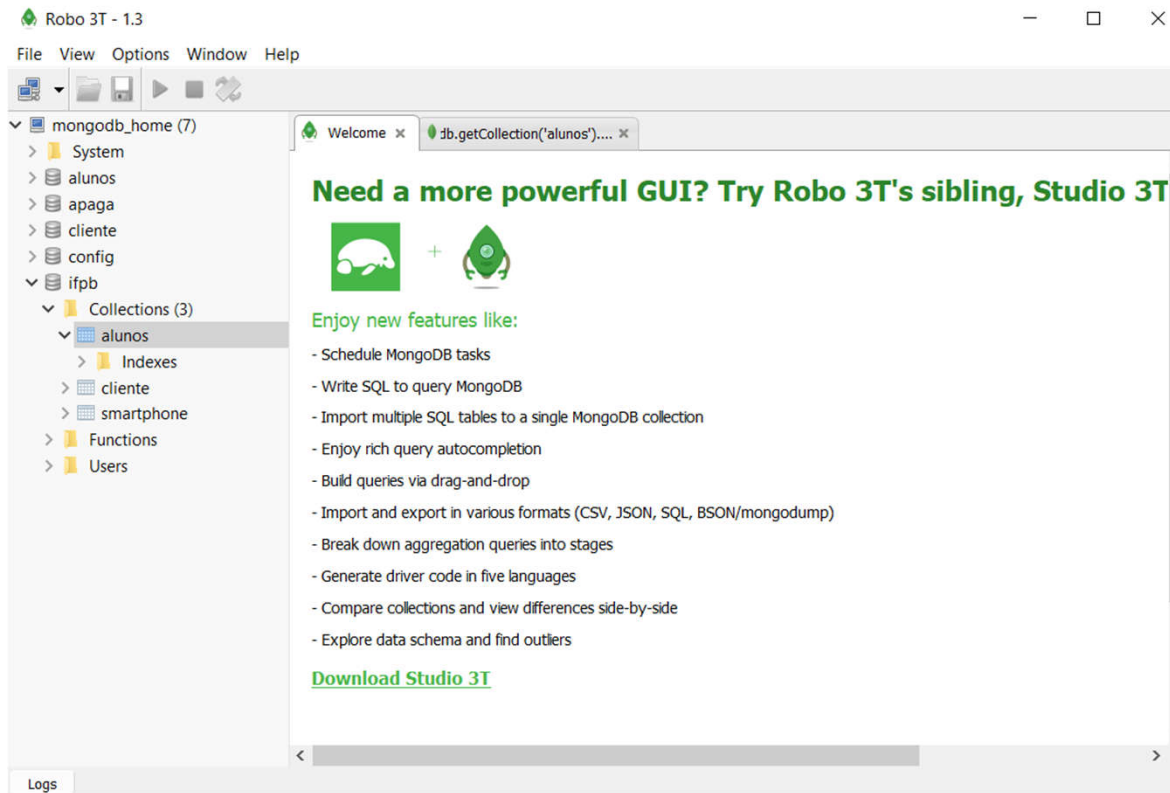 Robo 3T - 1.3
File View Options Window Help
mongodb_home (7)
System
alunos
apaga
cliente
config
ifpb
Collections (3)
alunos
Indexes
cliente
smartphone
Functions
Users
Welcome
db.getCollection('alunos')....
Need a more powerful GUI? Try Robo 3T's sibling, Studio 3T
+
Enjoy new features like:
- Schedule MongoDB tasks
- Write SQL to query MongoDB
- Import multiple SQL tables to a single MongoDB collection
- Enjoy rich query autocompletion
- Build queries via drag-and-drop
- Import and export in various formats (CSV, JSON, SQL, BSON/mongodump)
- Break down aggregation queries into stages
- Generate driver code in five languages
- Compare collections and view differences side-by-side
- Explore data schema and find outliers
Download Studio 3T
Logs